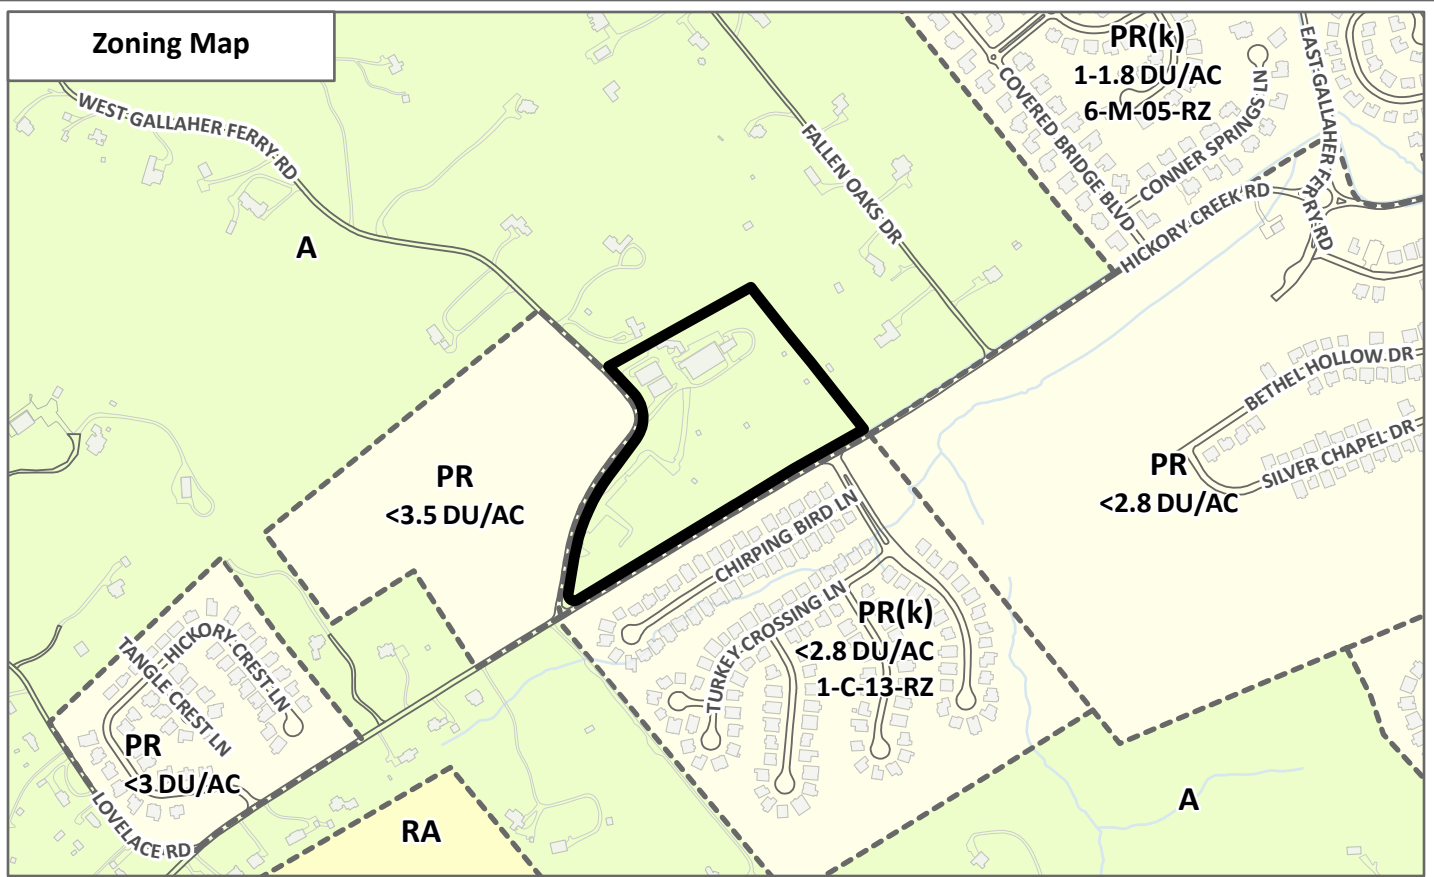 Zoning Map
PR(k)
1-1.8 DU/AC
6-M-05-RZ
WEST GALLAHER FERRY RD
FALLEN OAKS DR
COVERED BRIDGE BLVD
CONNER SPRINGS LN
EAST GALLAHER FERRY RD
HICKORY CREEK RD
A
BETHEL HOLLOW DR
SILVER CHAPEL DR
PR
<3.5 DU/AC
PR
<2.8 DU/AC
CHIRPING BIRD LN
TURKEY CROSSING LN
PR(k)
<2.8 DU/AC
1-C-13-RZ
HICKORY CREST LN
TANGLE CREST LN
PR
<3 DU/AC
LOVELACE RD
RA
A